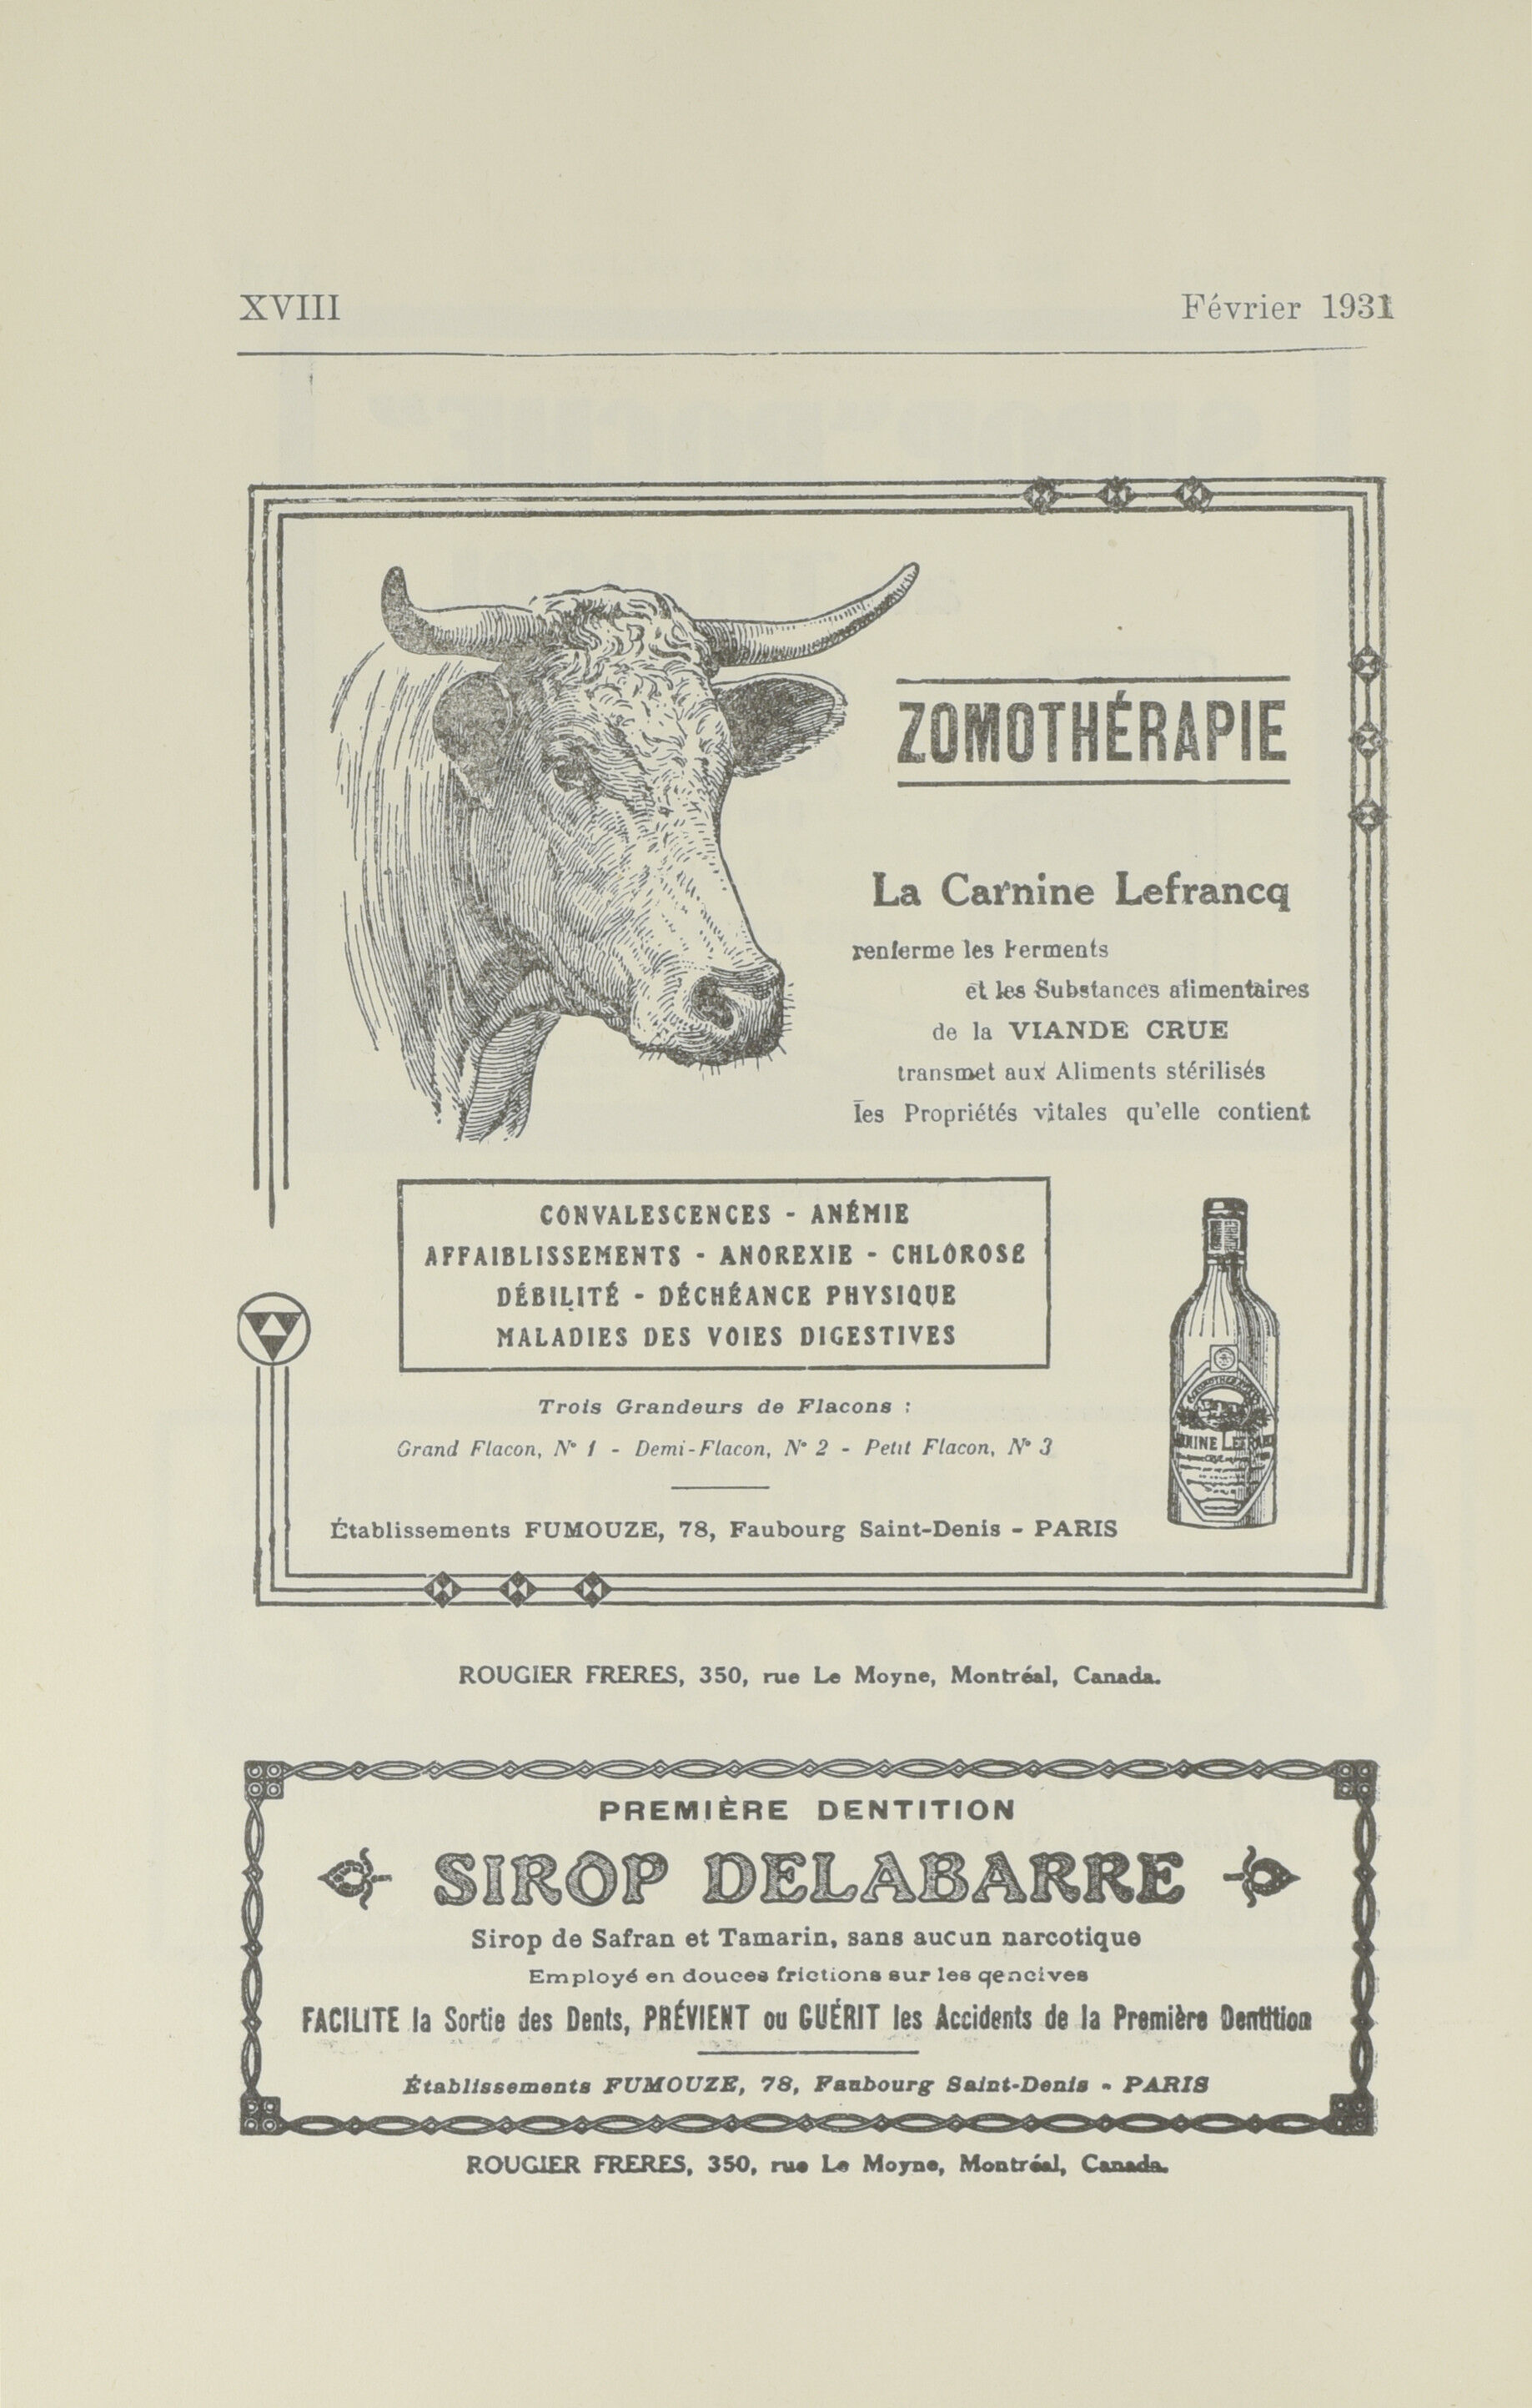 XVIII Février 1931
ZOMOTHÉRAPIE
La Carnine Lefrancq
renferme les Ferments
et les Substances alimentaires
de la VIANDE CRUE
transmet aux Aliments stérilisés
les Propriétés vitales qu'elle contient
CONVALESCENCES - ANÉMIE
AFFAIBLISSEMENTS - ANOREXIE - CHLOROSE
DÉBILITÉ - DÉCHÉANCE PHYSIQUE
MALADIES DES VOIES DIGESTIVES
Trois Grandeurs de Flacons :
Grand Flacon, N° 1 - Demi-Flacon, N° 2 - Petit Flacon, N° 3
Établissements FUMOUZE, 78, Faubourg Saint-Denis - PARIS
ROUGIER FRERES, 350, rue Le Moyne, Montréal, Canada.
PREMIÈRE DENTITION
SIROP DELABARRE
Sirop de Safran et Tamarin, sans aucun narcotique
Employé en douces frictions sur les gencives
FACILITE la Sortie des Dents, PRÉVIENT ou GUÉRIT les Accidents de la Première Dentition
Établissements FUMOUZE, 78, Faubourg Saint-Denis - PARIS
ROUGIER FRERES, 350, rue Le Moyne, Montréal, Canada.